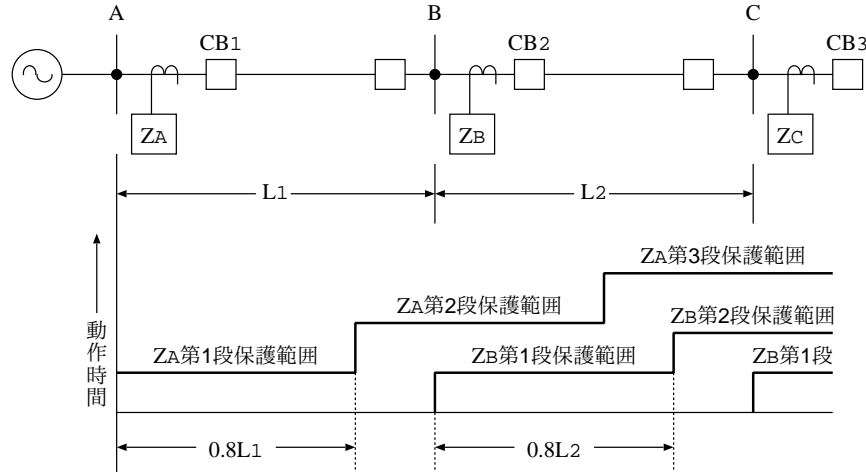 A B C
CB1 CB2 CB3
ZA ZB ZC
L1 L2
ZA第3段保護範囲
ZA第2段保護範囲
ZB第2段保護範囲
ZA第1段保護範囲 ZB第1段保護範囲 ZB第1段
動作時間
0.8L1 0.8L2